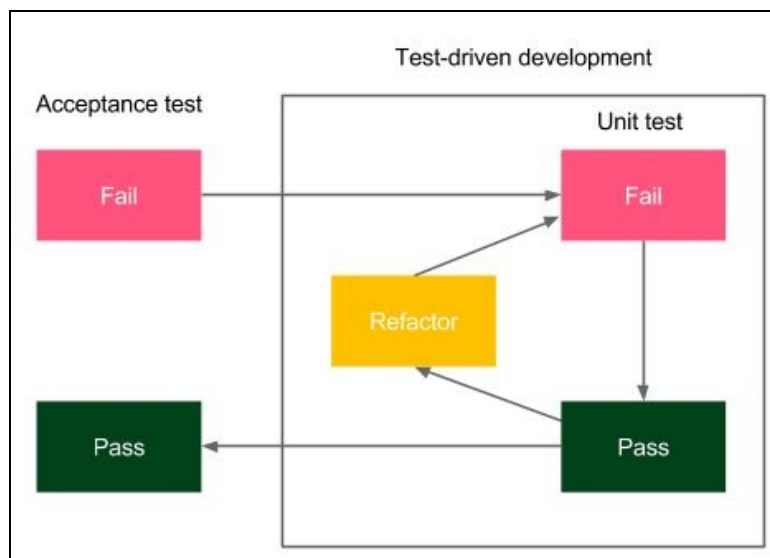 Test-driven development
Acceptance test
Unit test
Fail
Fail
Refactor
Pass
Pass